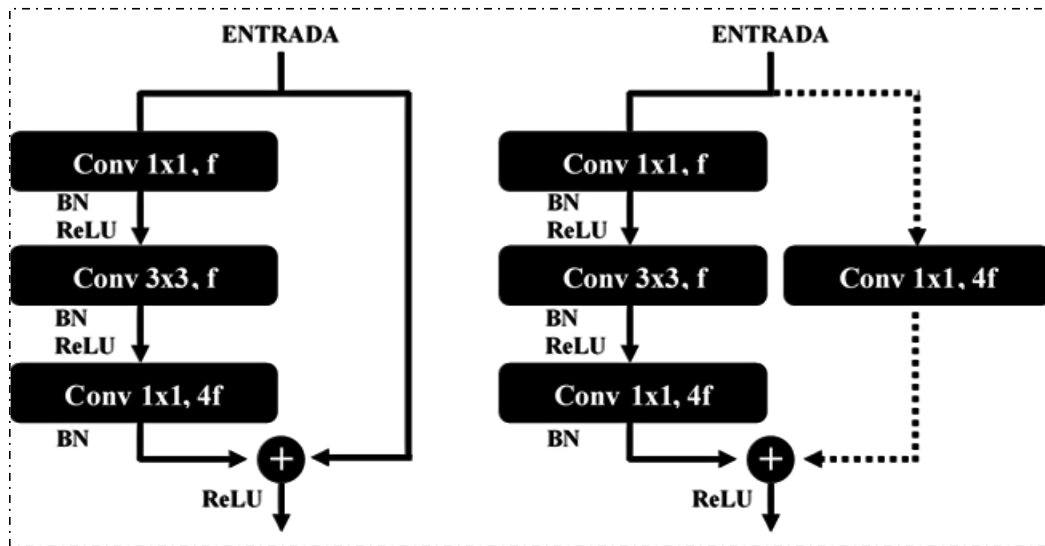 ENTRADA
Conv 1x1, f
BN
ReLU
Conv 3x3, f
BN
ReLU
Conv 1x1, 4f
BN
+
ReLU
ENTRADA
Conv 1x1, f
BN
ReLU
Conv 3x3, f
Conv 1x1, 4f
BN
ReLU
Conv 1x1, 4f
BN
+
ReLU